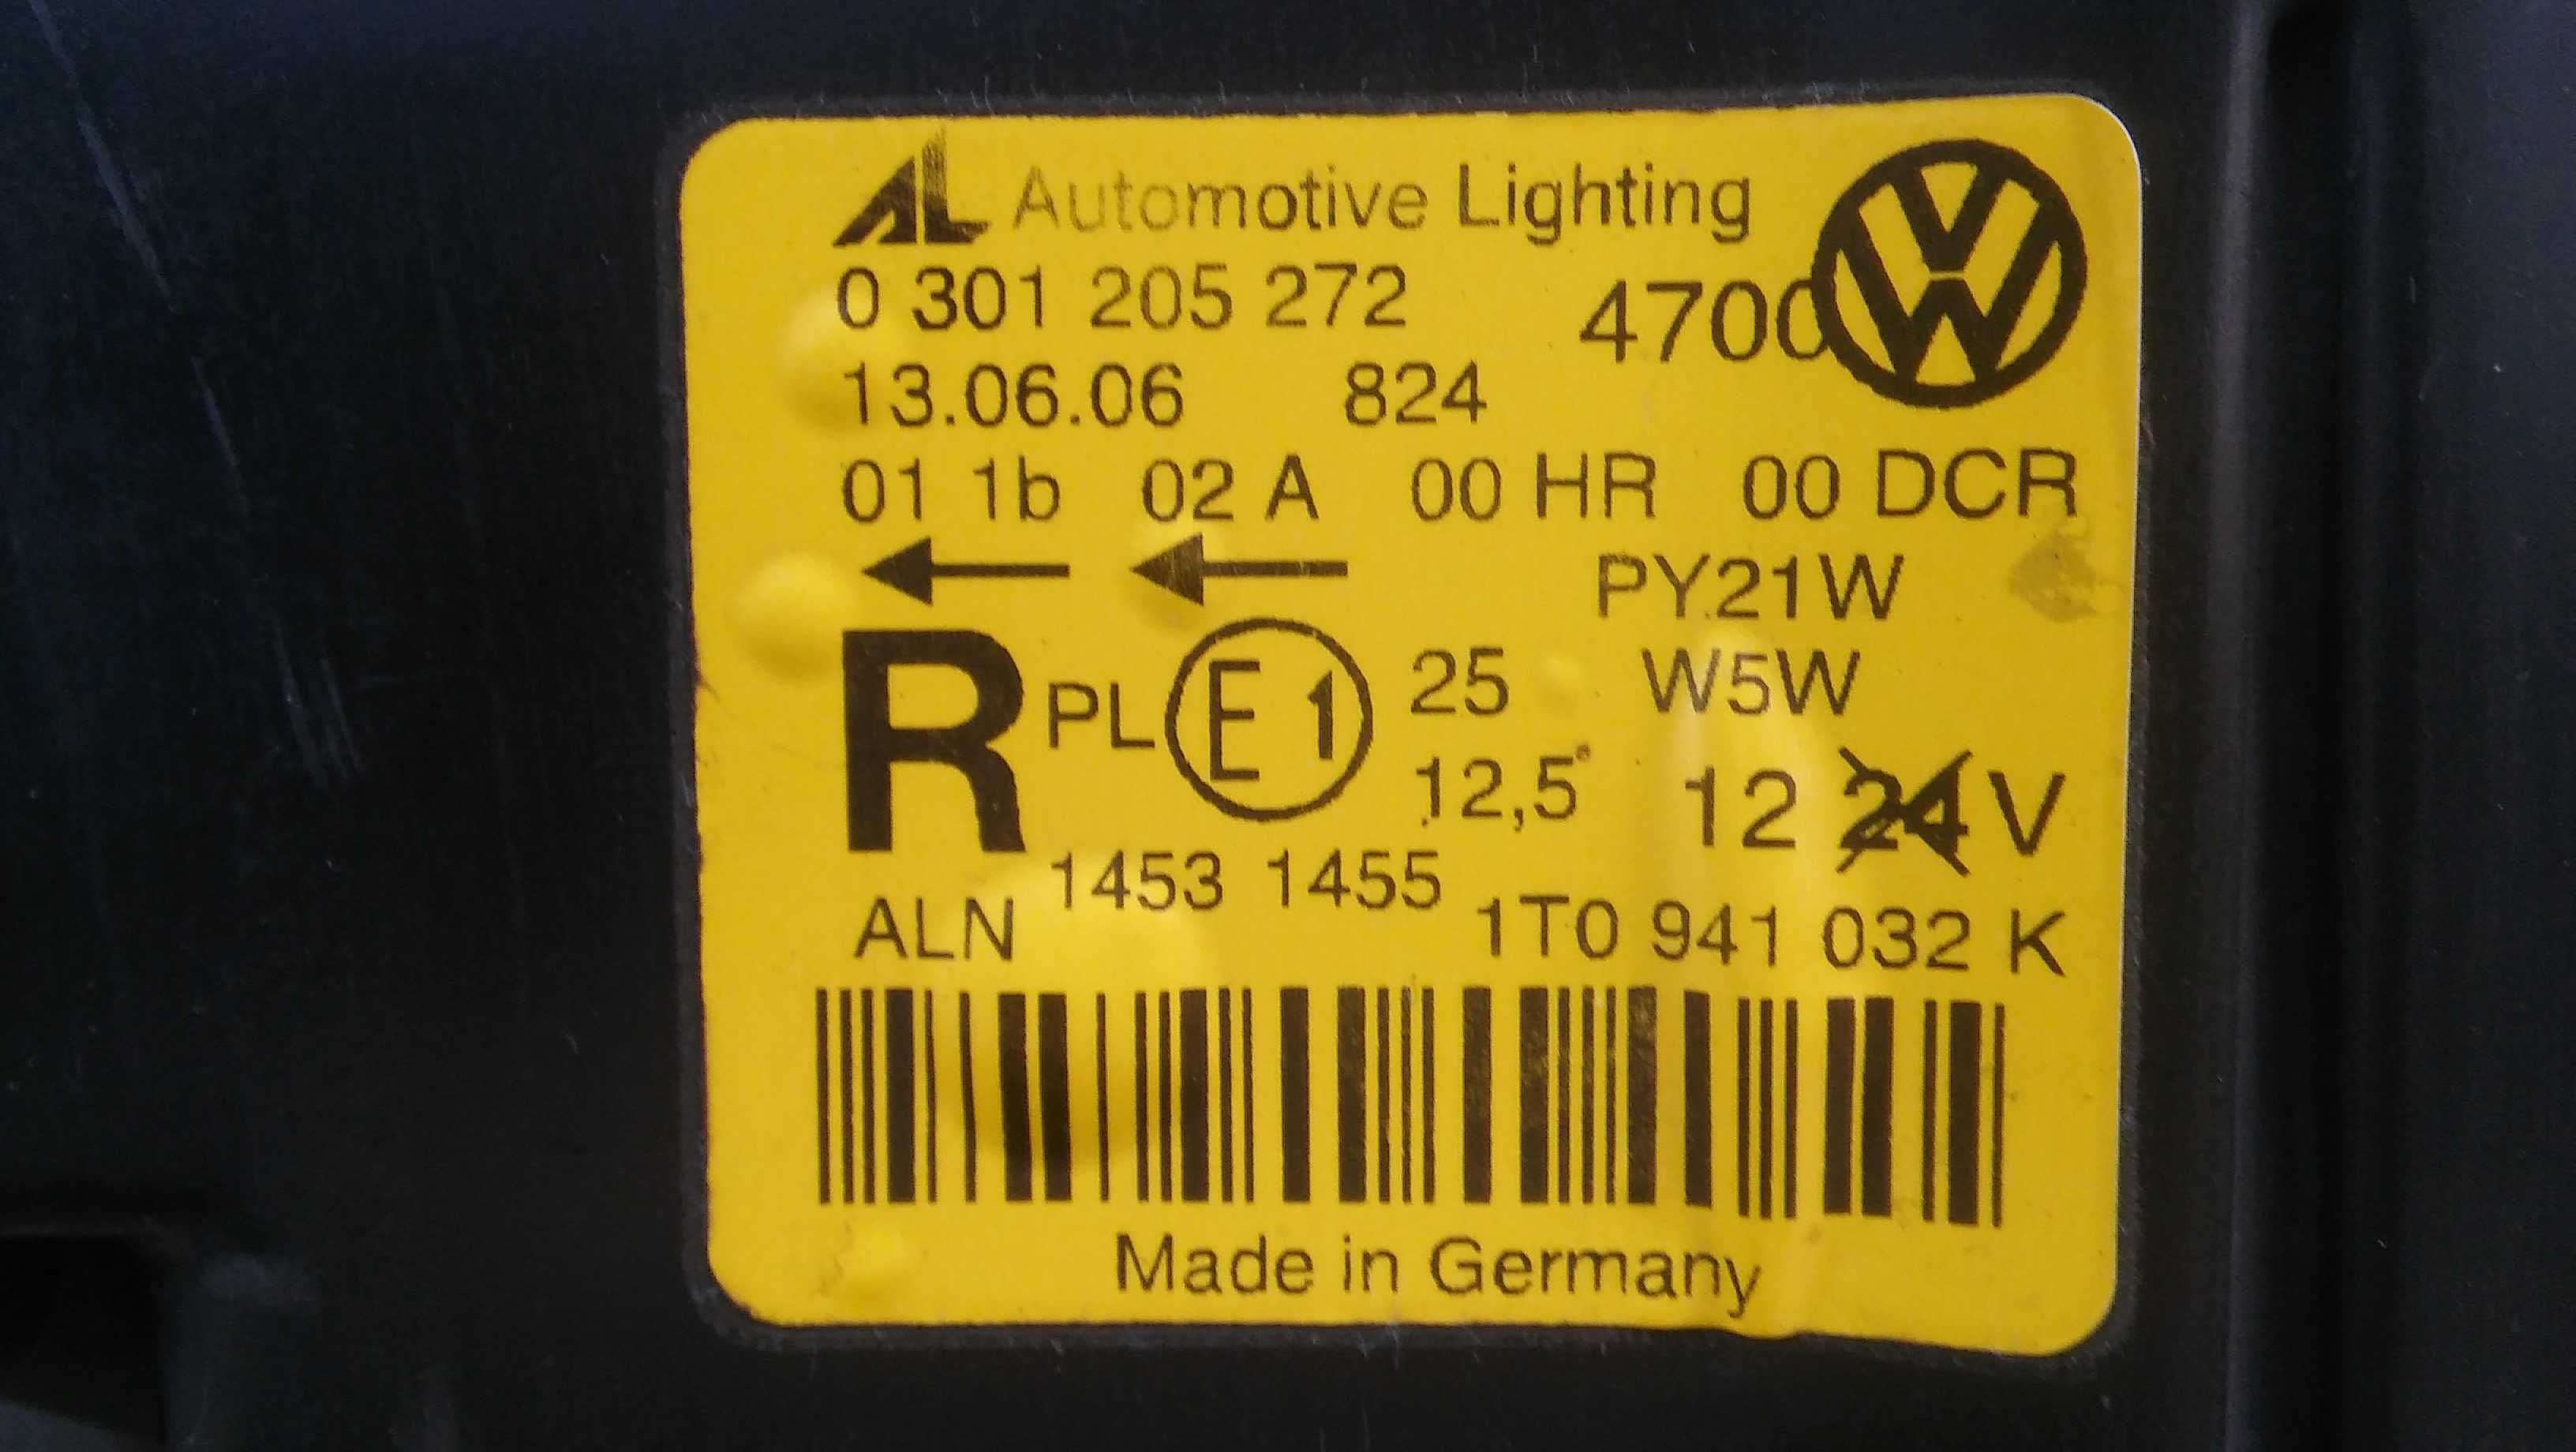 AL Automotive Lighting
0 301 205 272 4700
13.06.06 824
01 1b 02 A 00 HR 00 DCR
PY21W
R PL E1 25 W5W
12,5° 12 24 V
1453 1455
ALN 1T0 941 032 K
Made in Germany